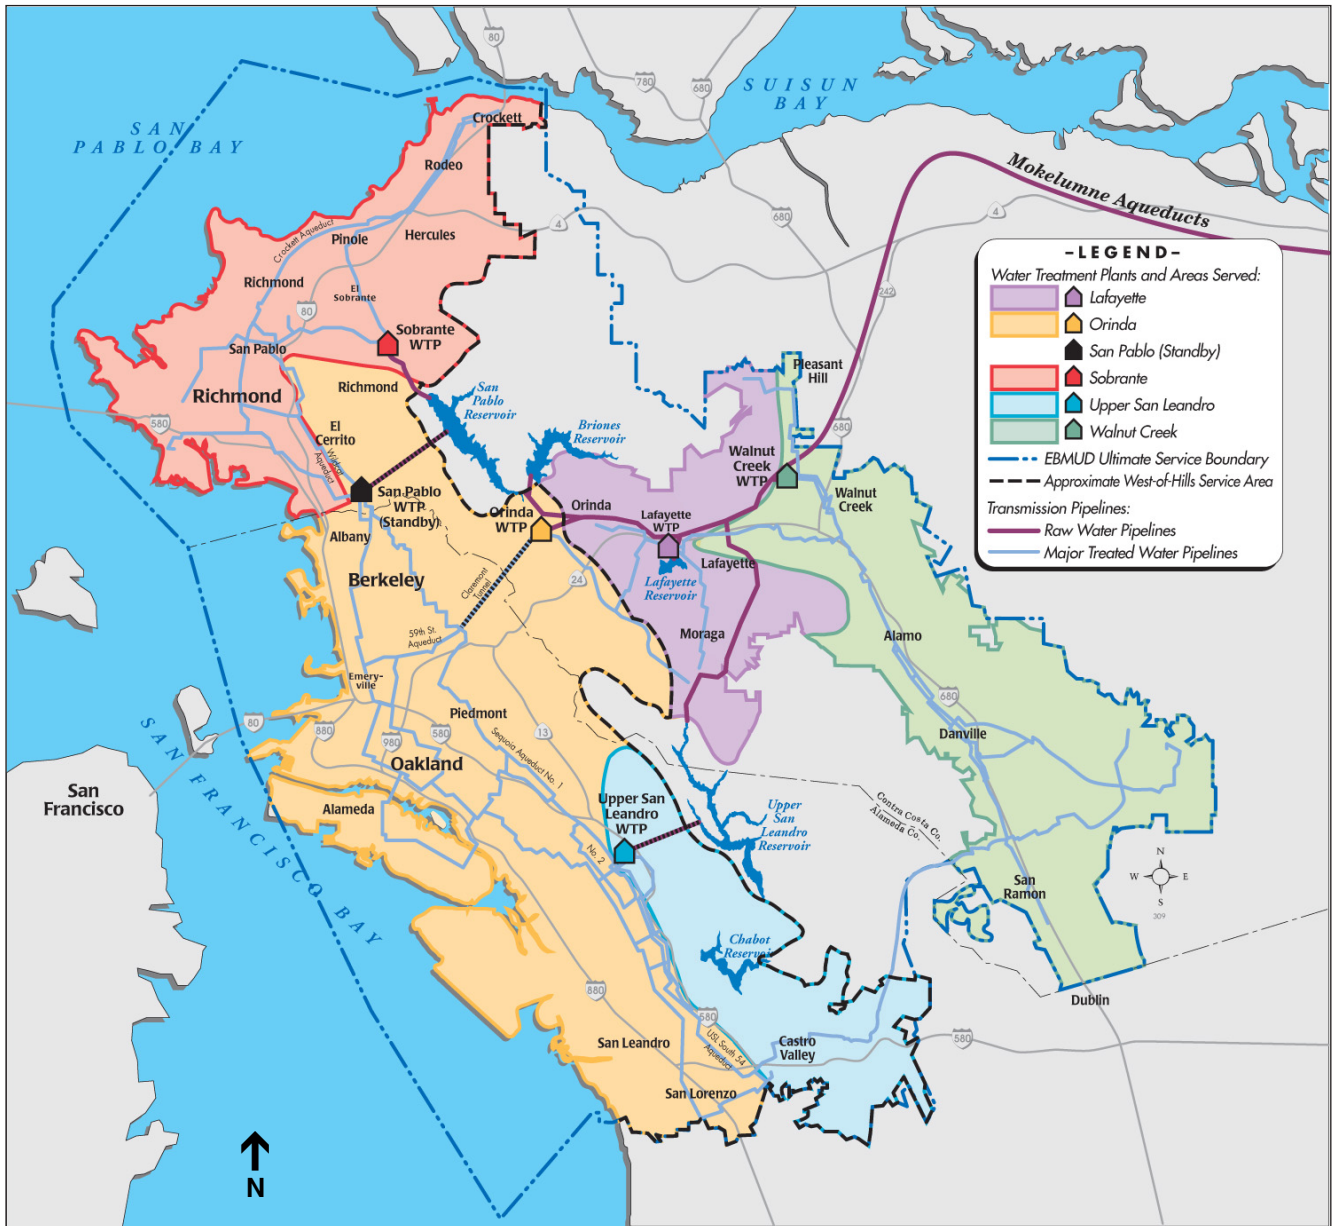 80
780
680
SUISUN
BAY
SAN
PABLO BAY
Crockett
Rodeo
Mokelumne Aqueducts
680
4
4
Crockett Aqueduct
Pinole
Hercules
Richmond
El
Sobrante
80
242
–LEGEND–
Water Treatment Plants and Areas Served:
Lafayette
Orinda
San Pablo (Standby)
Sobrante
Upper San Leandro
Walnut Creek
EBMUD Ultimate Service Boundary
Approximate West-of-Hills Service Area
Transmission Pipelines:
Raw Water Pipelines
Major Treated Water Pipelines
Sobrante
WTP
San Pablo
Richmond
Richmond
580
San
Pablo
Reservoir
Pleasant
Hill
El
Cerrito
Wildcat
Aqueduct
Briones
Reservoir
680
Walnut
Creek
WTP
Walnut
Creek
San Pablo
WTP
(Standby)
Orinda
WTP
Orinda
Lafayette
WTP
Albany
Berkeley
Claremont
Tunnel
24
Lafayette
Lafayette
Reservoir
59th St.
Aqueduct
Moraga
Alamo
Emery-
ville
680
Piedmont
80
880
980
580
13
Danville
Sequoia Aqueduct No. 1
Oakland
SAN FRANCISCO BAY
San
Francisco
Alameda
Upper San
Leandro
WTP
Upper
San
Leandro
Reservoir
Contra Costa Co.
Alameda Co.
No. 2
N
W
E
S
309
San
Ramon
Chabot
Reservoir
880
580
Dublin
San Leandro
USL South 54
Aqueduct
Castro
Valley
580
San Lorenzo
N